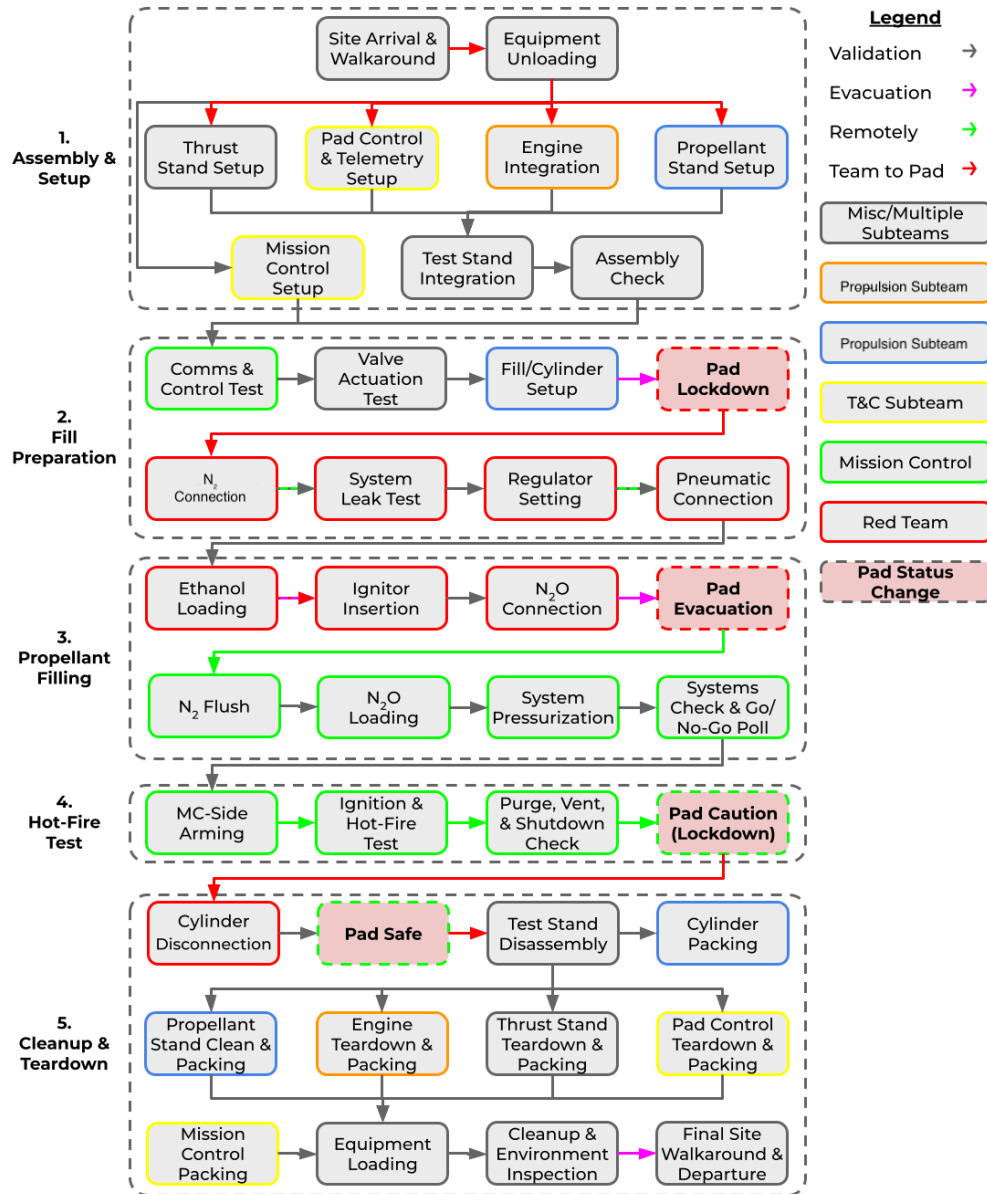 Site Arrival &
Walkaround
Equipment
Unloading
1.
Assembly &
Setup
Thrust
Stand Setup
Pad Control
& Telemetry
Setup
Engine
Integration
Propellant
Stand Setup
Mission
Control
Setup
Test Stand
Integration
Assembly
Check
2.
Fill
Preparation
Comms &
Control Test
Valve
Actuation
Test
Fill/Cylinder
Setup
Pad
Lockdown
N₂
Connection
System
Leak Test
Regulator
Setting
Pneumatic
Connection
3.
Propellant
Filling
Ethanol
Loading
Ignitor
Insertion
N₂O
Connection
Pad
Evacuation
N₂ Flush
N₂O
Loading
System
Pressurization
Systems
Check & Go/
No-Go Poll
4.
Hot-Fire
Test
MC-Side
Arming
Ignition &
Hot-Fire
Test
Purge, Vent,
& Shutdown
Check
Pad Caution
(Lockdown)
5.
Cleanup &
Teardown
Cylinder
Disconnection
Pad Safe
Test Stand
Disassembly
Cylinder
Packing
Propellant
Stand Clean &
Packing
Engine
Teardown &
Packing
Thrust Stand
Teardown &
Packing
Pad Control
Teardown &
Packing
Mission
Control
Packing
Equipment
Loading
Cleanup &
Environment
Inspection
Final Site
Walkaround &
Departure
Legend
Validation
Evacuation
Remotely
Team to Pad
Misc/Multiple
Subteams
Propulsion Subteam
Propulsion Subteam
T&C Subteam
Mission Control
Red Team
Pad Status
Change